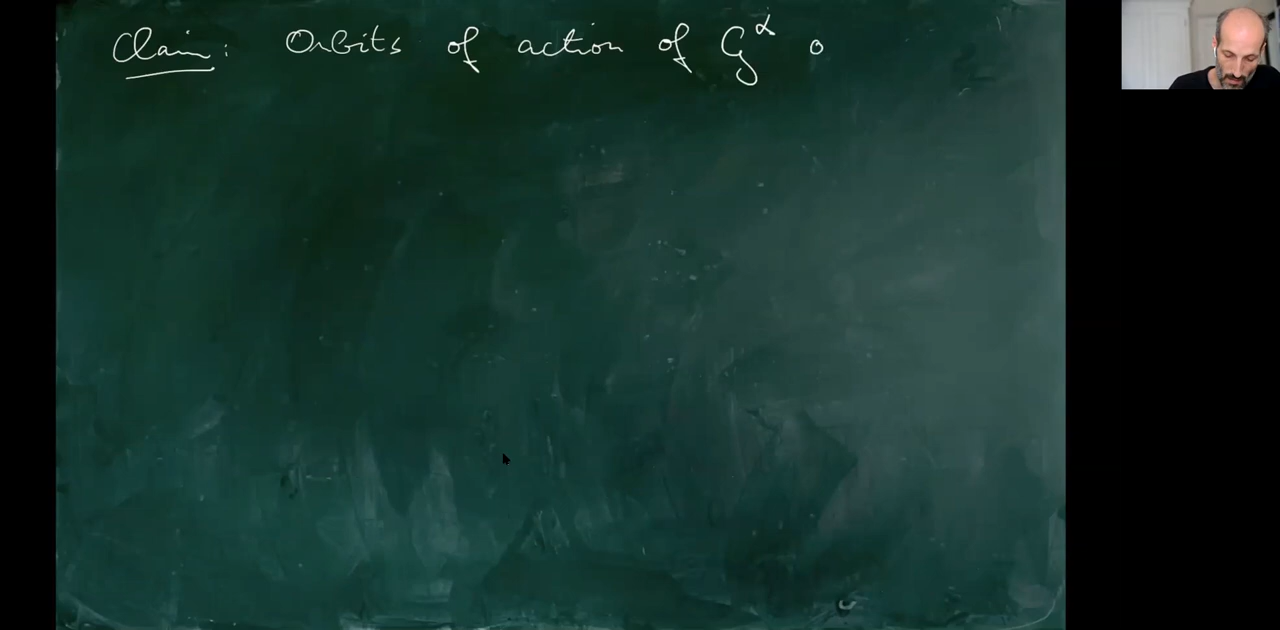 Claim: Orbits of action of G^α o